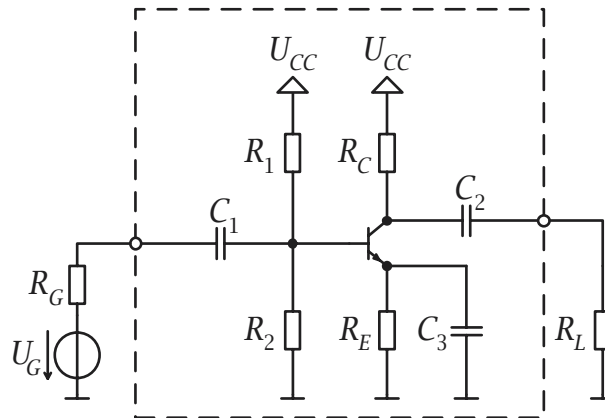 U_CC U_CC
R_1 R_C
C_1 C_2
R_G R_2 R_E C_3 R_L
U_G